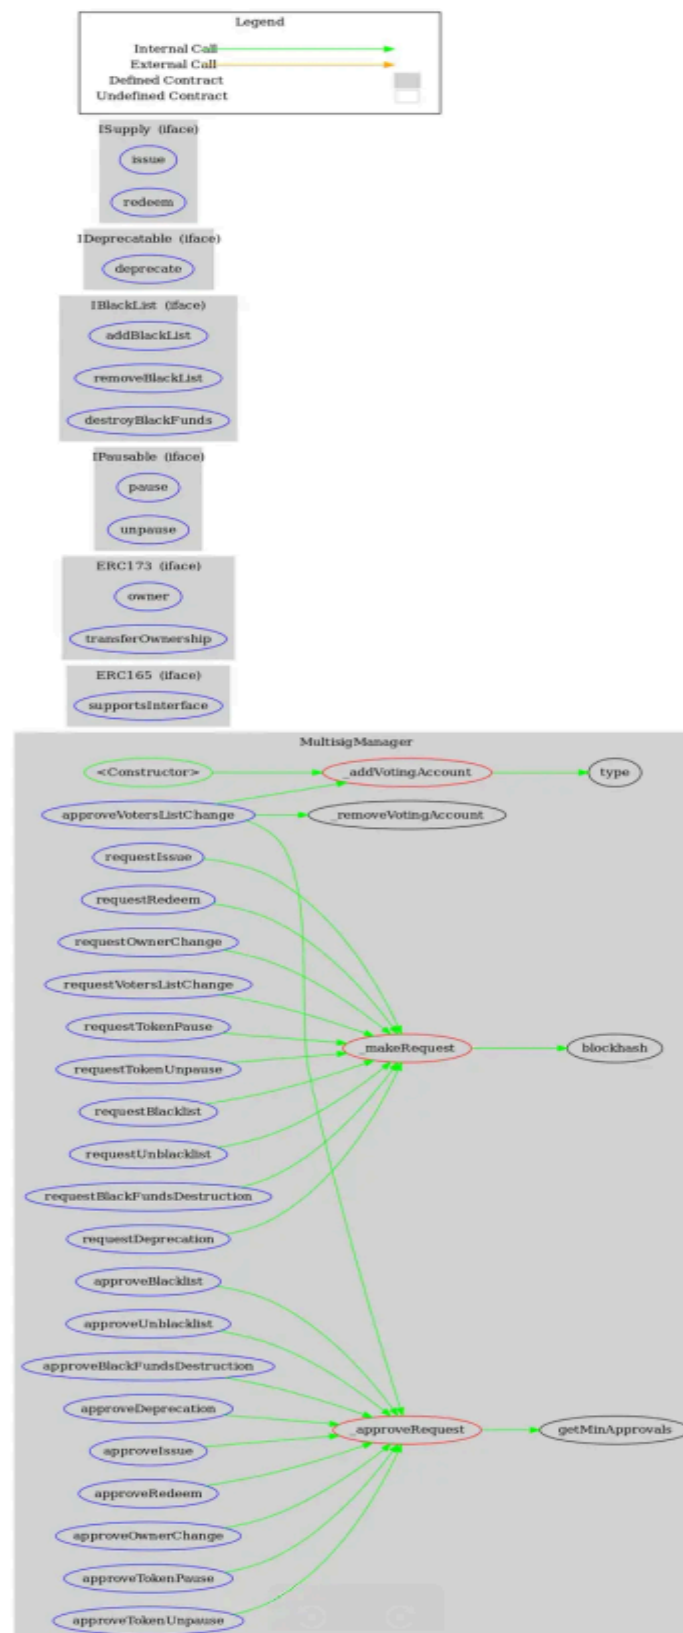 Legend
Internal Call
External Call
Defined Contract
Undefined Contract
ISupply (iface)
issue
redeem
IDeprecatable (iface)
deprecate
IBlackList (iface)
addBlackList
removeBlackList
destroyBlackFunds
IPausable (iface)
pause
unpause
ERC173 (iface)
owner
transferOwnership
ERC165 (iface)
supportsInterface
MultisigManager
<Constructor> _addVotingAccount type
approveVotersListChange _removeVotingAccount
requestIssue
requestRedeem
requestOwnerChange
requestVotersListChange
requestTokenPause
_makeRequest blockhash
requestTokenUnpause
requestBlacklist
requestUnblacklist
requestBlackFundsDestruction
requestDeprecation
approveBlacklist
approveUnblacklist
approveBlackFundsDestruction
approveDeprecation
_approveRequest getMinApprovals
approveIssue
approveRedeem
approveOwnerChange
approveTokenPause
approveTokenUnpause